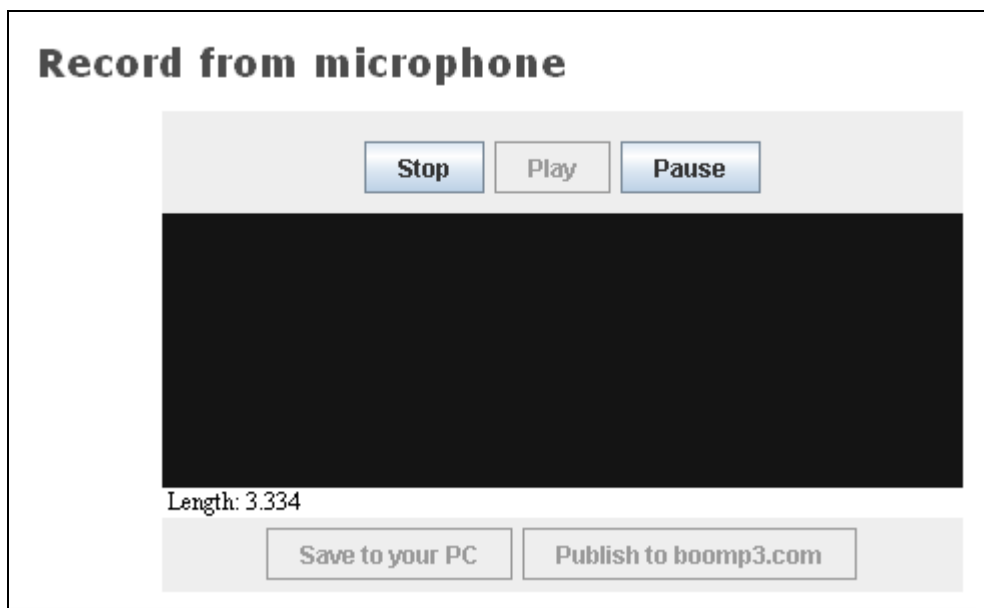 Record from microphone
Stop Play Pause
Length: 3.334
Save to your PC Publish to boomp3.com